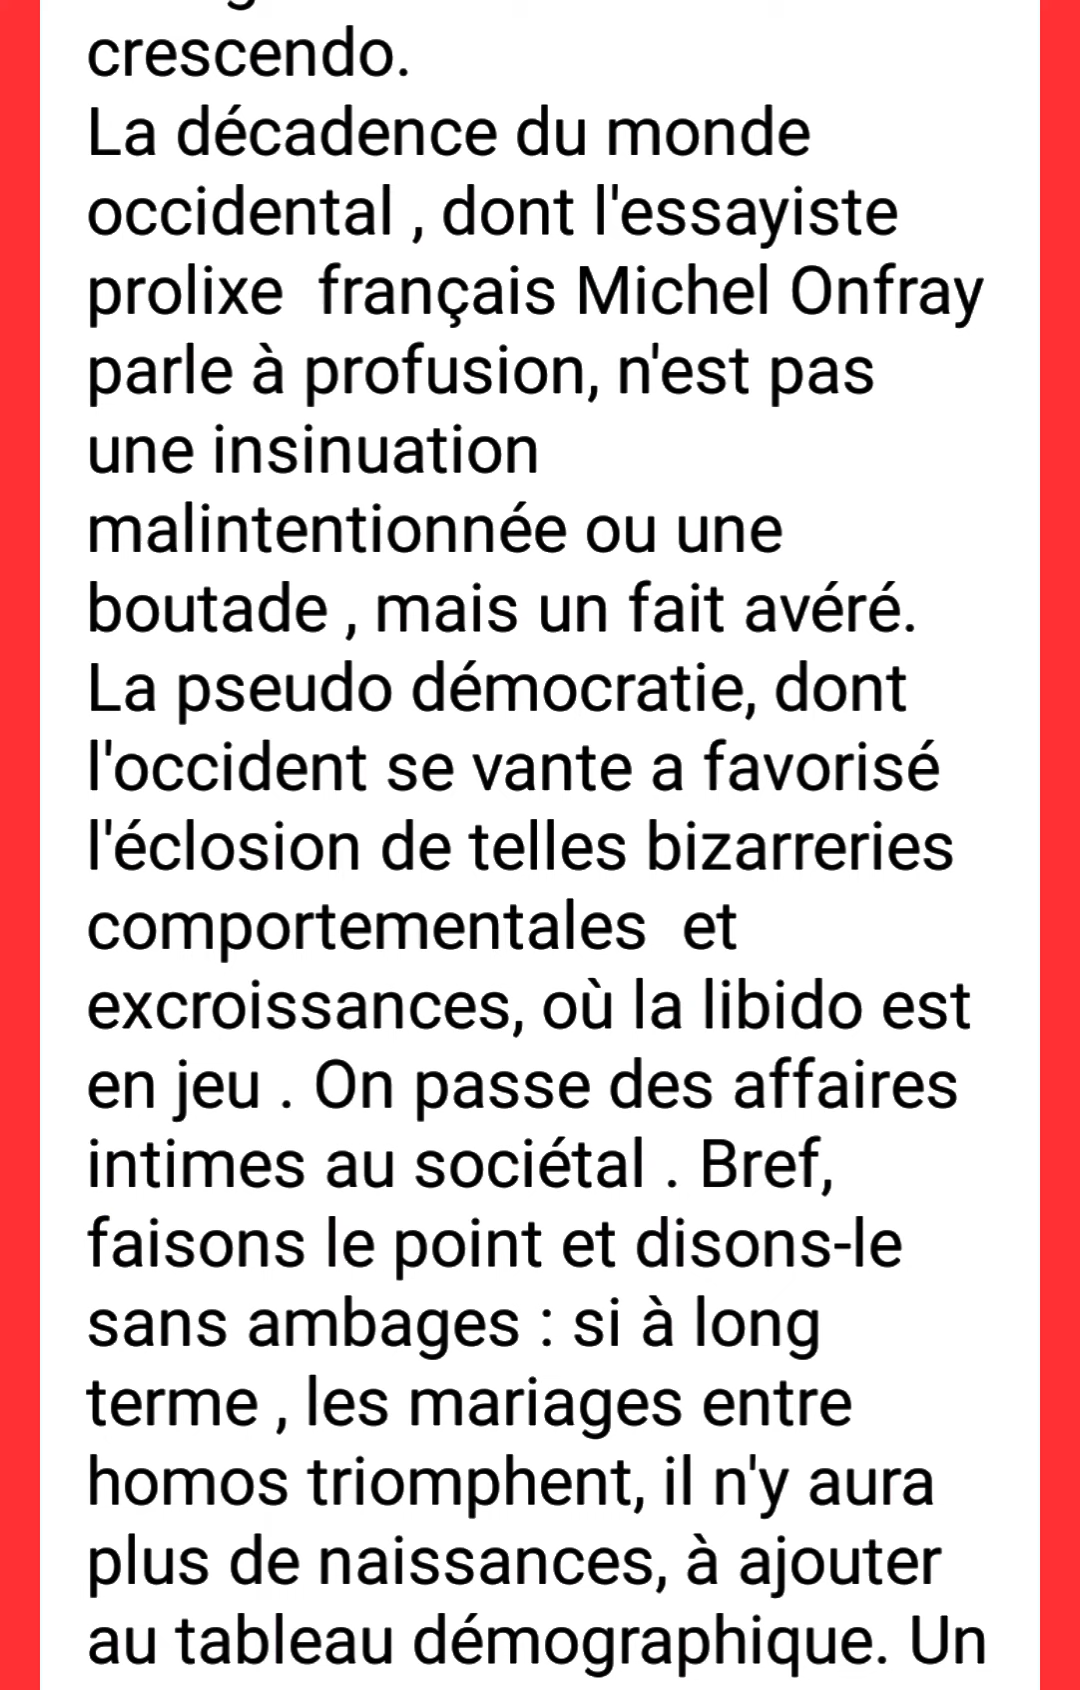 crescendo.
La décadence du monde
occidental , dont l'essayiste
prolixe  français Michel Onfray
parle à profusion, n'est pas
une insinuation
malintentionnée ou une
boutade , mais un fait avéré.
La pseudo démocratie, dont
l'occident se vante a favorisé
l'éclosion de telles bizarreries
comportementales  et
excroissances, où la libido est
en jeu . On passe des affaires
intimes au sociétal . Bref,
faisons le point et disons-le
sans ambages : si à long
terme , les mariages entre
homos triomphent, il n'y aura
plus de naissances, à ajouter
au tableau démographique. Un